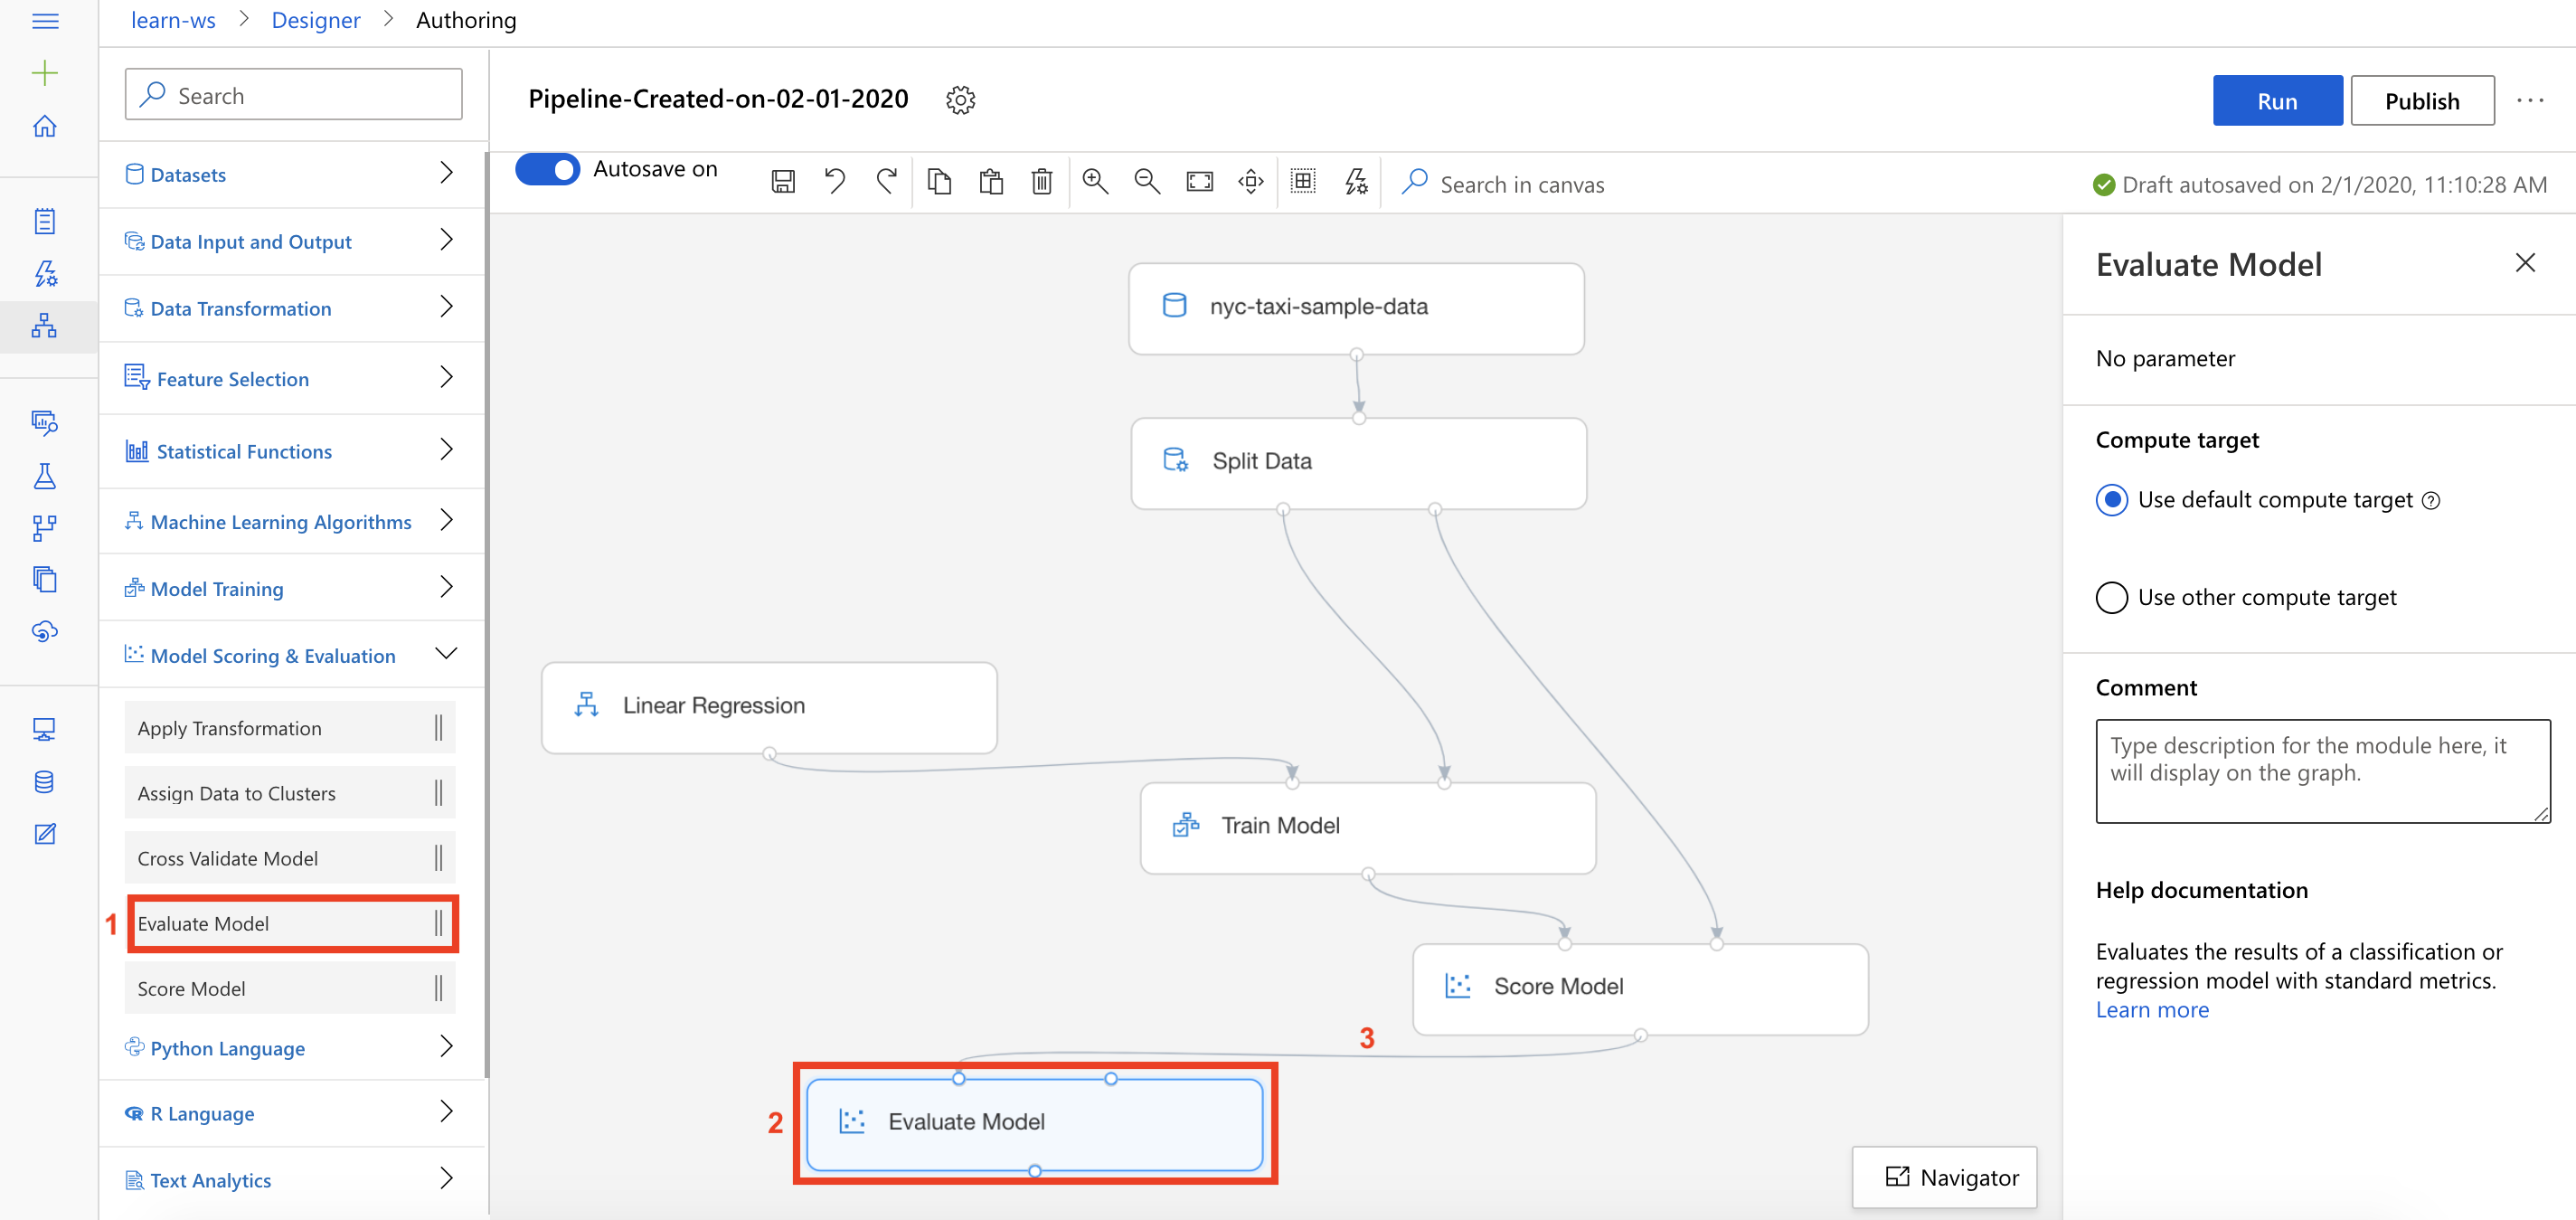 learn-ws > Designer > Authoring
Search
Pipeline-Created-on-02-01-2020
Run
Publish
Autosave on
Search in canvas
Draft autosaved on 2/1/2020, 11:10:28 AM
Datasets
Data Input and Output
Data Transformation
Feature Selection
Statistical Functions
Machine Learning Algorithms
Model Training
Model Scoring & Evaluation
Apply Transformation
Assign Data to Clusters
Cross Validate Model
1
Evaluate Model
Score Model
Python Language
R Language
Text Analytics
nyc-taxi-sample-data
Split Data
Linear Regression
Train Model
Score Model
3
2
Evaluate Model
Navigator
Evaluate Model
No parameter
Compute target
Use default compute target
Use other compute target
Comment
Type description for the module here, it
will display on the graph.
Help documentation
Evaluates the results of a classification or
regression model with standard metrics.
Learn more